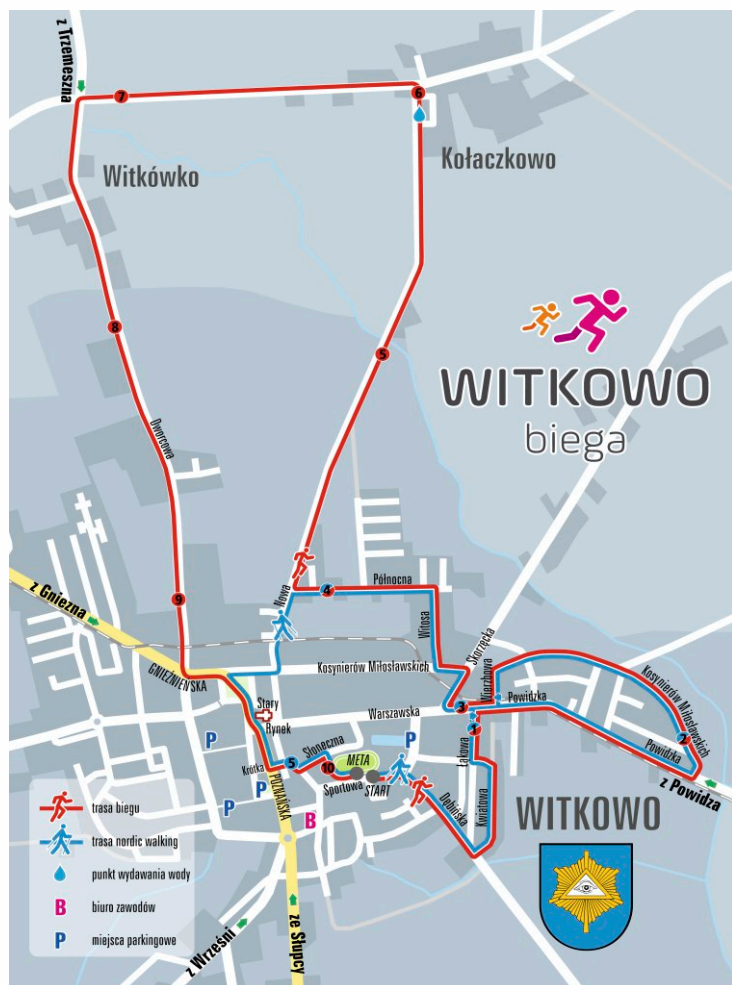 z Trzemeszna
7
6
Witkówko
Kołaczkowo
8
5
WITKOWO
biega
Dworcowa
9
z Gniezna
Nowa
4
Północna
Witosa
Skorzęcka
GNIEŹNIEŃSKA
Kosynierów Miłosławskich
Wierzbowa
Kosynierów Miłosławskich
Powidzka
Stary
Rynek
Warszawska
3
1
2
Powidzka
z Powidza
P
Słoneczna
P
Łąkowa
Krótka
5
10
META
Sportowa
START
POZNAŃSKA
P
P
B
Dębińska
Kwiatowa
WITKOWO
trasa biegu
trasa nordic walking
punkt wydawania wody
B biuro zawodów
P miejsca parkingowe
z Wrześni
ze Słupcy